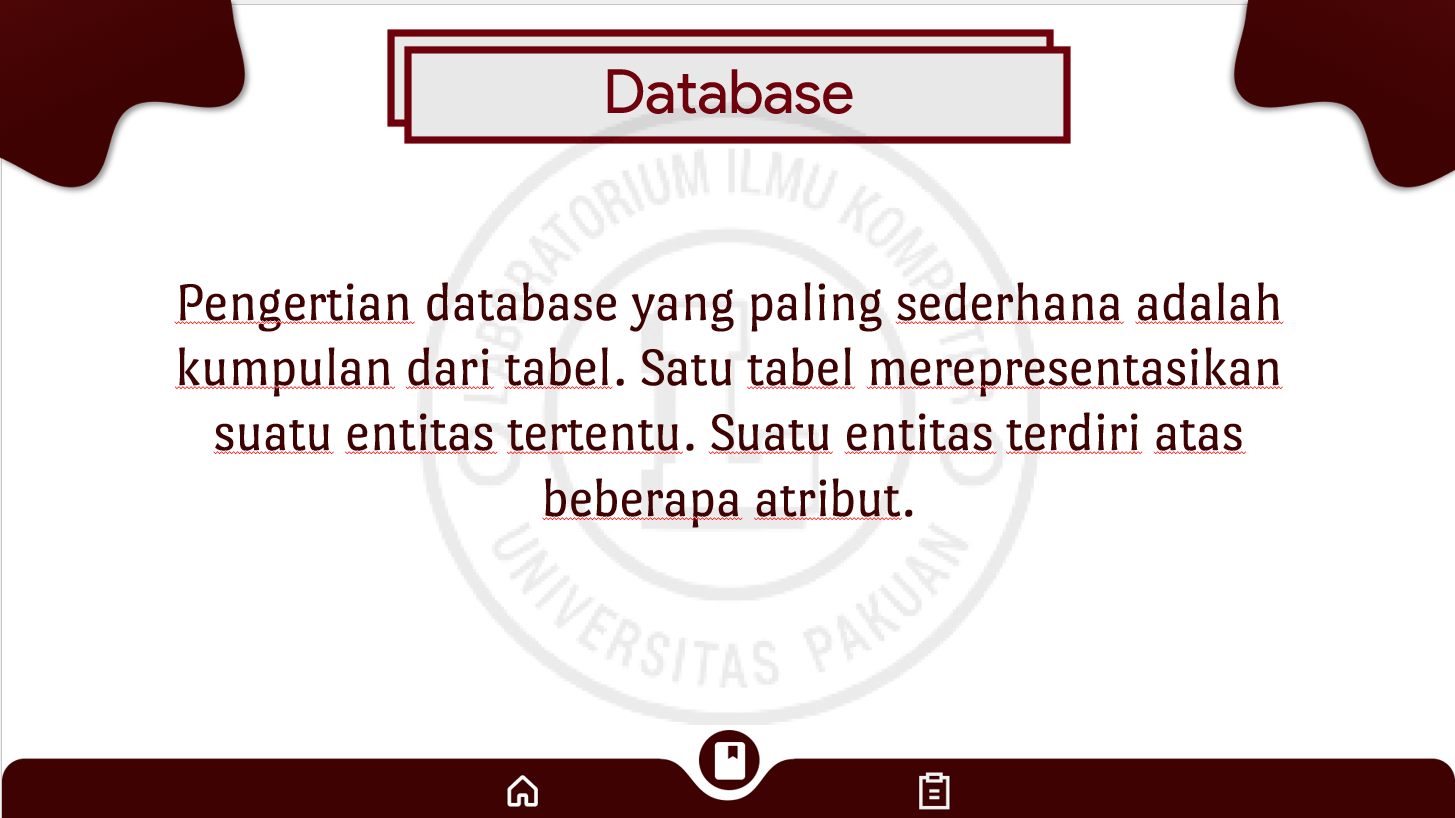 Database
Pengertian database yang paling sederhana adalah
kumpulan dari tabel. Satu tabel merepresentasikan
suatu entitas tertentu. Suatu entitas terdiri atas
beberapa atribut.
LABORATORIUM ILMU KOMPUTER
UNIVERSITAS PAKUAN